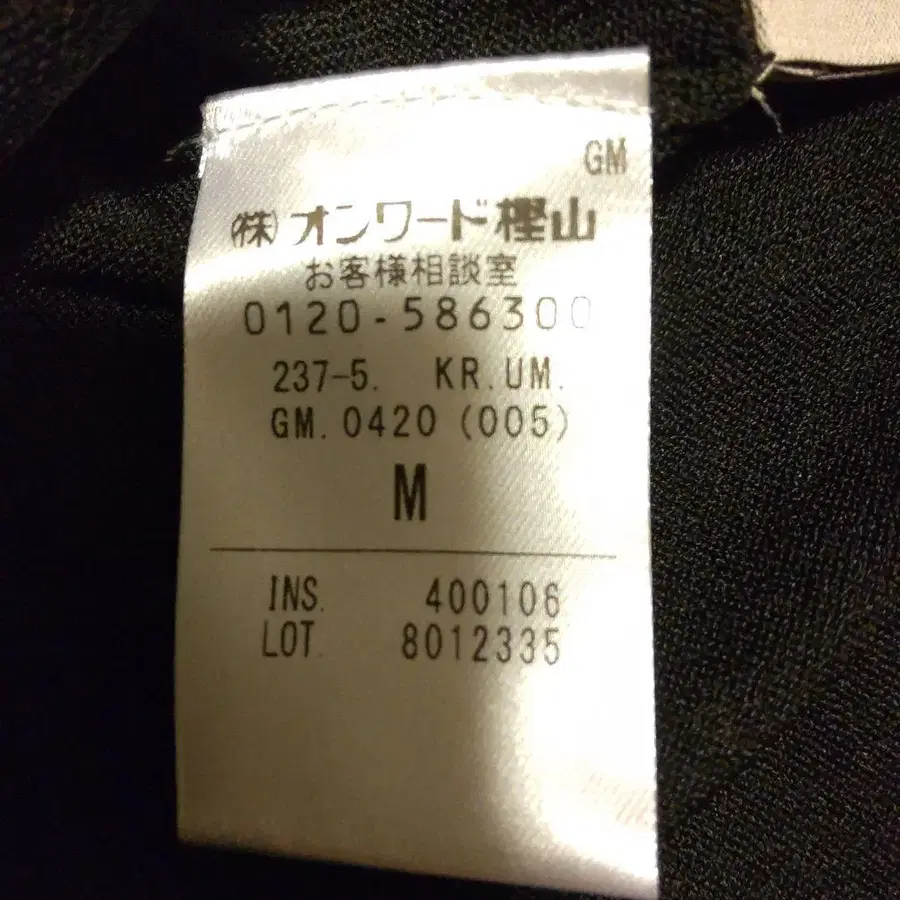 GM
(株)オンワード樫山
お客様相談室
0120-586300
237-5. KR.UM.
GM.0420(005)
M
INS. 400106
LOT. 8012335